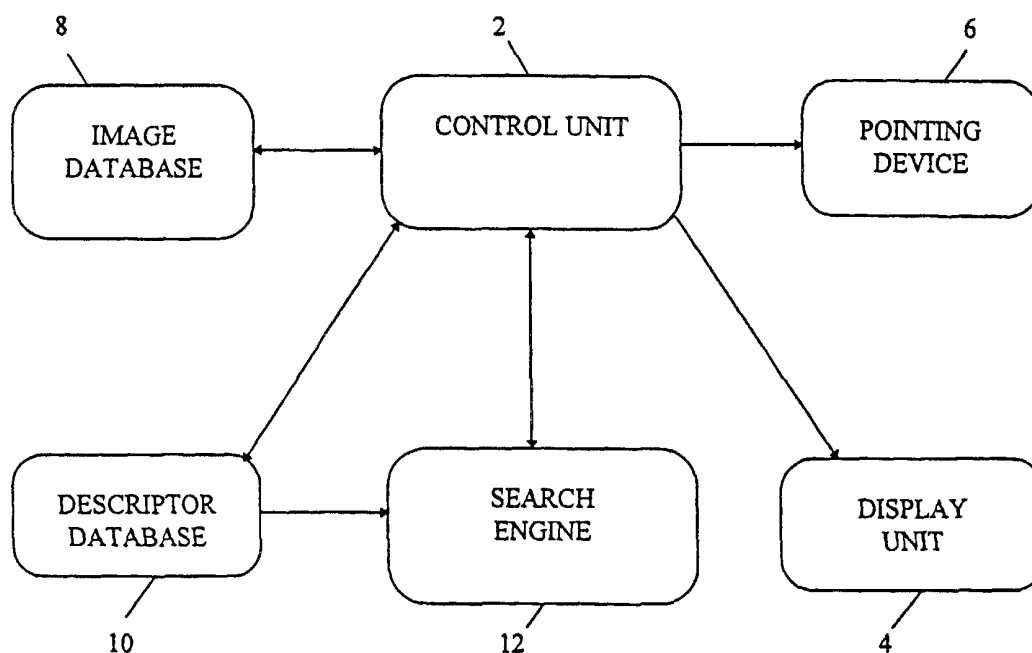 8
2
6
IMAGE
DATABASE
CONTROL UNIT
POINTING
DEVICE
DESCRIPTOR
DATABASE
SEARCH
ENGINE
DISPLAY
UNIT
10
12
4